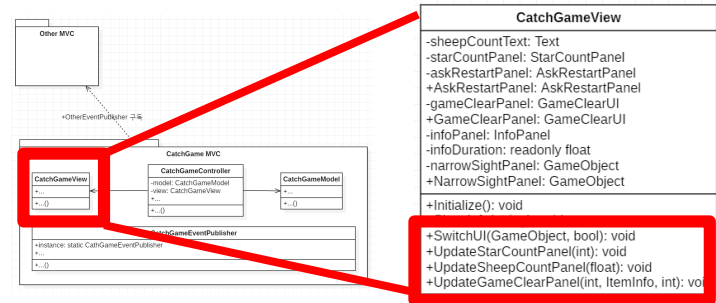 Other MVC
+OtherEventPublisher 구독
CatchGame MVC
CatchGameView
+...
+...()
CatchGameController
-model: CatchGameModel
-view: CatchGameView
+...
+...()
CatchGameModel
+...
+...()
CatchGameEventPublisher
+instance: static CathGameEventPublisher
+...
+...()
CatchGameView
-sheepCountText: Text
-starCountPanel: StarCountPanel
-askRestartPanel: AskRestartPanel
+AskRestartPanel: AskRestartPanel
-gameClearPanel: GameClearUI
+GameClearPanel: GameClearUI
-infoPanel: InfoPanel
-infoDuration: readonly float
-narrowSightPanel: GameObject
+NarrowSightPanel: GameObject
+Initialize(): void
+SwitchUI(GameObject, bool): void
+UpdateStarCountPanel(int): void
+UpdateSheepCountPanel(float): void
+UpdateGameClearPanel(int, ItemInfo, int):